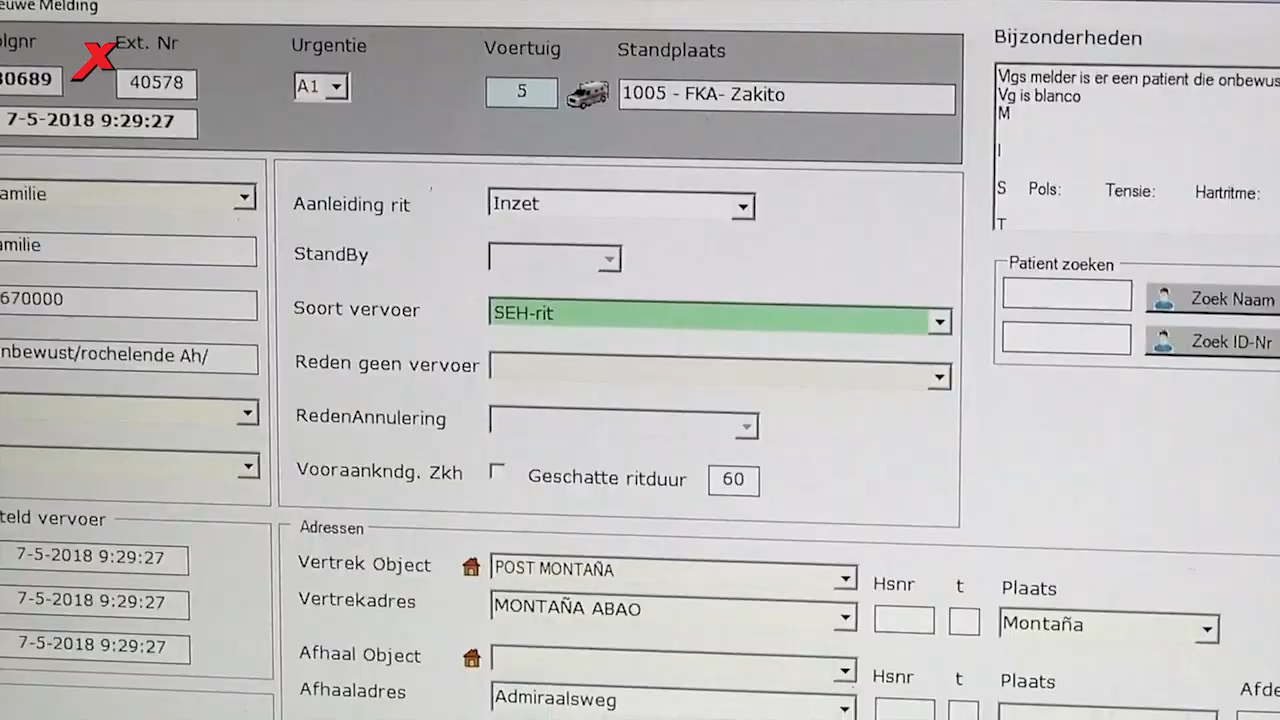 euwe Melding
olgnr
Ext. Nr
Urgentie
Voertuig
Standplaats
Bijzonderheden
30689
40578
A1
5
1005 - FKA- Zakito
7-5-2018 9:29:27
Vlgs melder is er een patient die onbewus
Vg is blanco
M
I
S Pols: Tensie: Hartritme:
T
amilie
Aanleiding rit
Inzet
amilie
StandBy
Patient zoeken
670000
Soort vervoer
SEH-rit
Zoek Naam
Zoek ID-Nr
nbewust/rochelende Ah/
Reden geen vervoer
RedenAnnulering
Vooraankndg. Zkh
Geschatte ritduur
60
teld vervoer
Adressen
7-5-2018 9:29:27
Vertrek Object
POST MONTAÑA
Hsnr
t
Plaats
7-5-2018 9:29:27
Vertrekadres
MONTAÑA ABAO
Montaña
7-5-2018 9:29:27
Afhaal Object
Hsnr
t
Plaats
Afde
Afhaaladres
Admiraalsweg